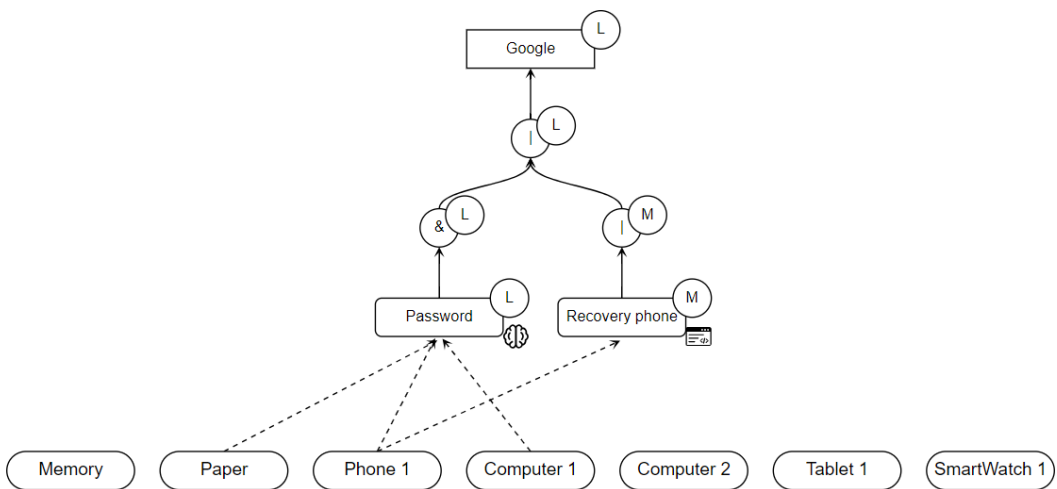 L
Google
L
|
L
&
M
|
L
Password
M
Recovery phone
Memory
Paper
Phone 1
Computer 1
Computer 2
Tablet 1
SmartWatch 1